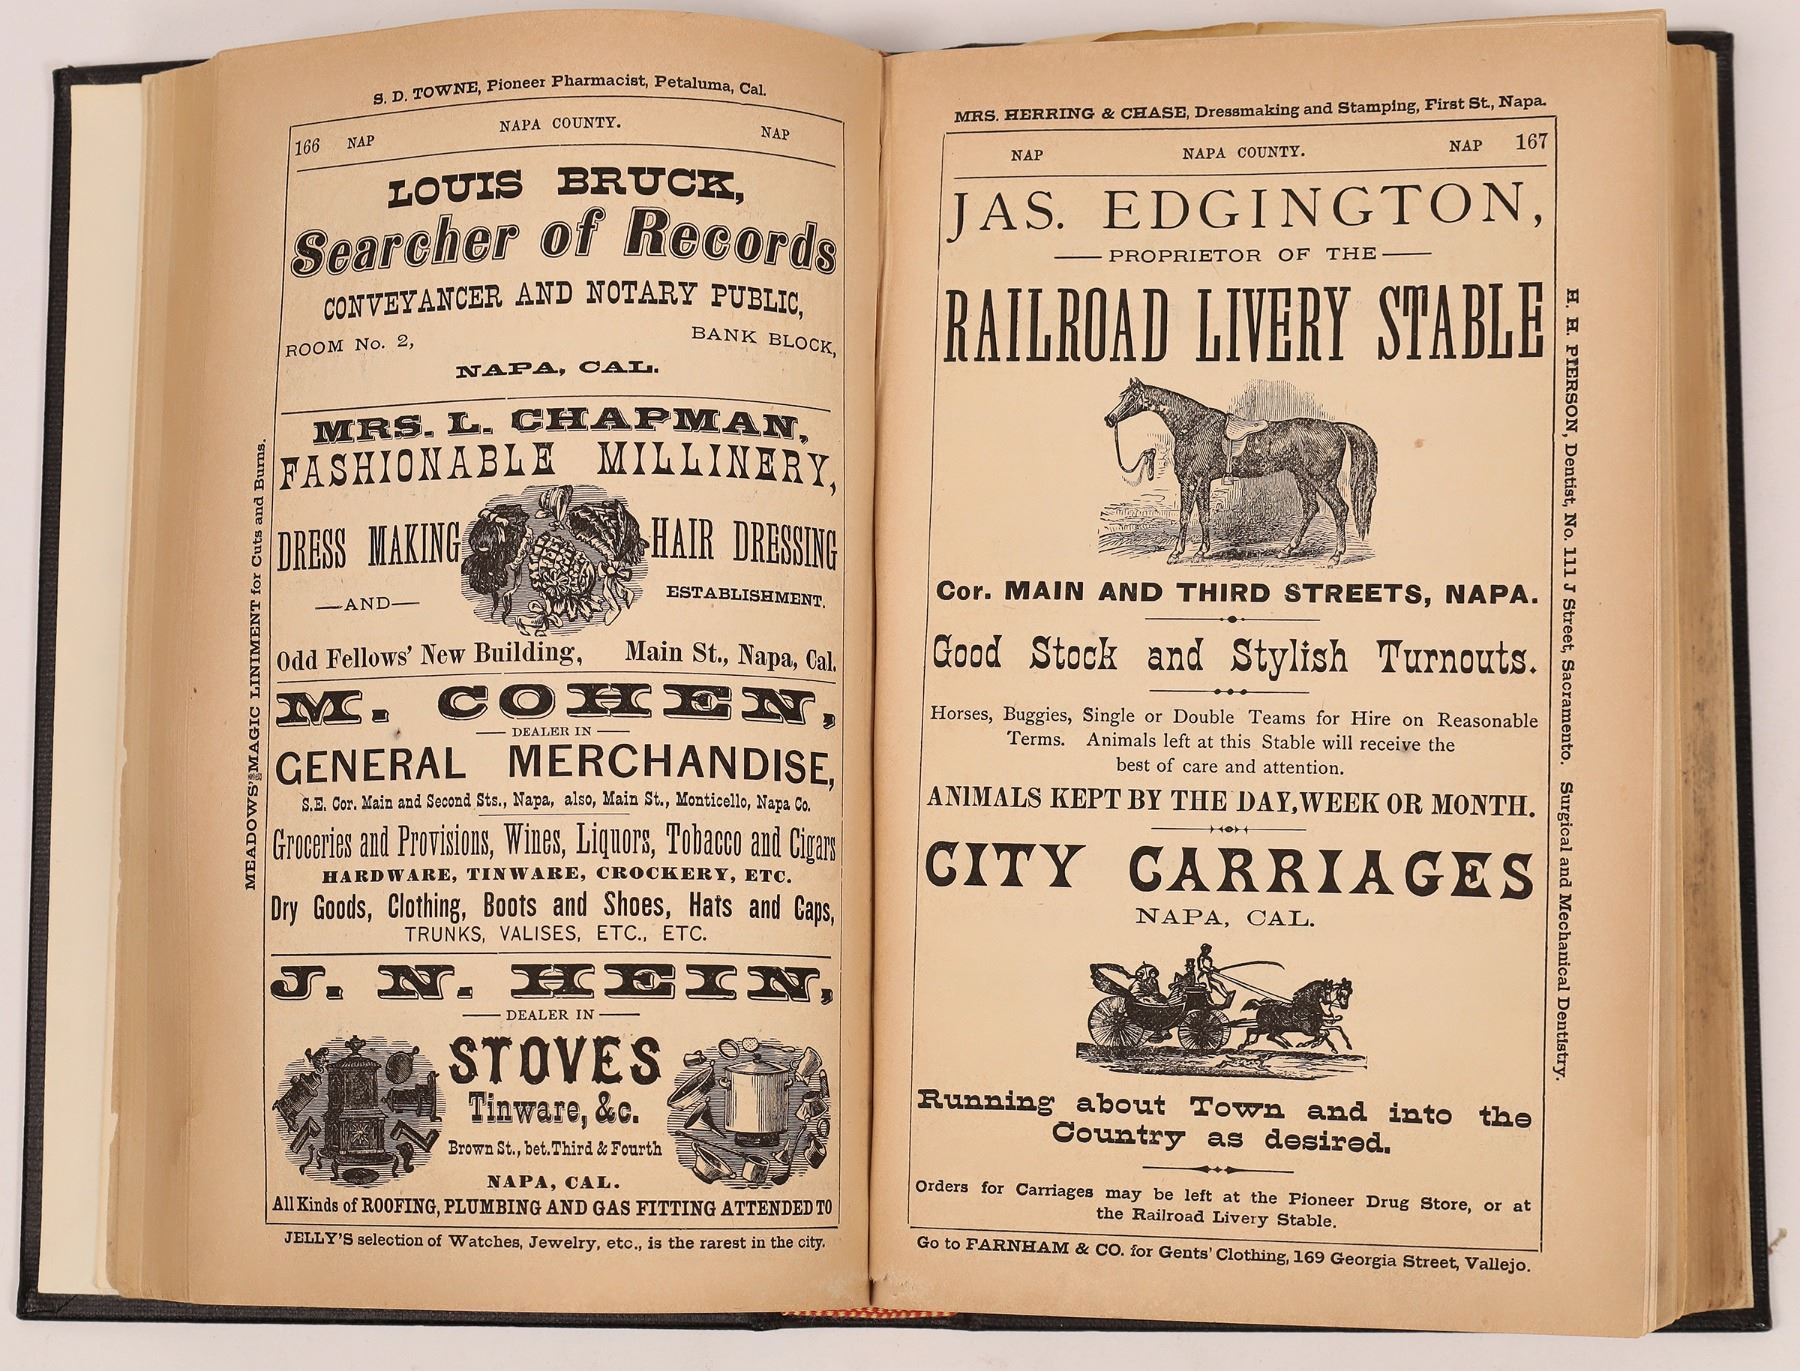 S. D. TOWNE, Pioneer Pharmacist, Petaluma, Cal.
166 NAP NAPA COUNTY. NAP
LOUIS BRUCK,
Searcher of Records
CONVEYANCER AND NOTARY PUBLIC,
ROOM No. 2, BANK BLOCK,
NAPA, CAL.
MRS. L. CHAPMAN,
FASHIONABLE MILLINERY,
DRESS MAKING HAIR DRESSING
—AND— ESTABLISHMENT.
Odd Fellows' New Building, Main St., Napa, Cal.
M. COHEN,
— DEALER IN —
GENERAL MERCHANDISE,
S.E. Cor. Main and Second Sts., Napa, also, Main St., Monticello, Napa Co.
Groceries and Provisions, Wines, Liquors, Tobacco and Cigars
HARDWARE, TINWARE, CROCKERY, ETC.
Dry Goods, Clothing, Boots and Shoes, Hats and Caps,
TRUNKS, VALISES, ETC., ETC.
J. N. HEIN,
— DEALER IN —
STOVES
Tinware, &c.
Brown St., bet. Third & Fourth
NAPA, CAL.
All Kinds of ROOFING, PLUMBING AND GAS FITTING ATTENDED TO
JELLY'S selection of Watches, Jewelry, etc., is the rarest in the city.
MEADOWS' MAGIC LINIMENT for Cuts and Burns.
MRS. HERRING & CHASE, Dressmaking and Stamping, First St., Napa.
NAP NAPA COUNTY. NAP 167
JAS. EDGINGTON,
— PROPRIETOR OF THE —
RAILROAD LIVERY STABLE
Cor. MAIN AND THIRD STREETS, NAPA.
Good Stock and Stylish Turnouts.
Horses, Buggies, Single or Double Teams for Hire on Reasonable
Terms. Animals left at this Stable will receive the
best of care and attention.
ANIMALS KEPT BY THE DAY, WEEK OR MONTH.
CITY CARRIAGES
NAPA, CAL.
Running about Town and into the
Country as desired.
Orders for Carriages may be left at the Pioneer Drug Store, or at
the Railroad Livery Stable.
Go to FARNHAM & CO. for Gents' Clothing, 169 Georgia Street, Vallejo.
H. H. PIERSON, Dentist, No. 111 J Street, Sacramento. Surgical and Mechanical Dentistry.